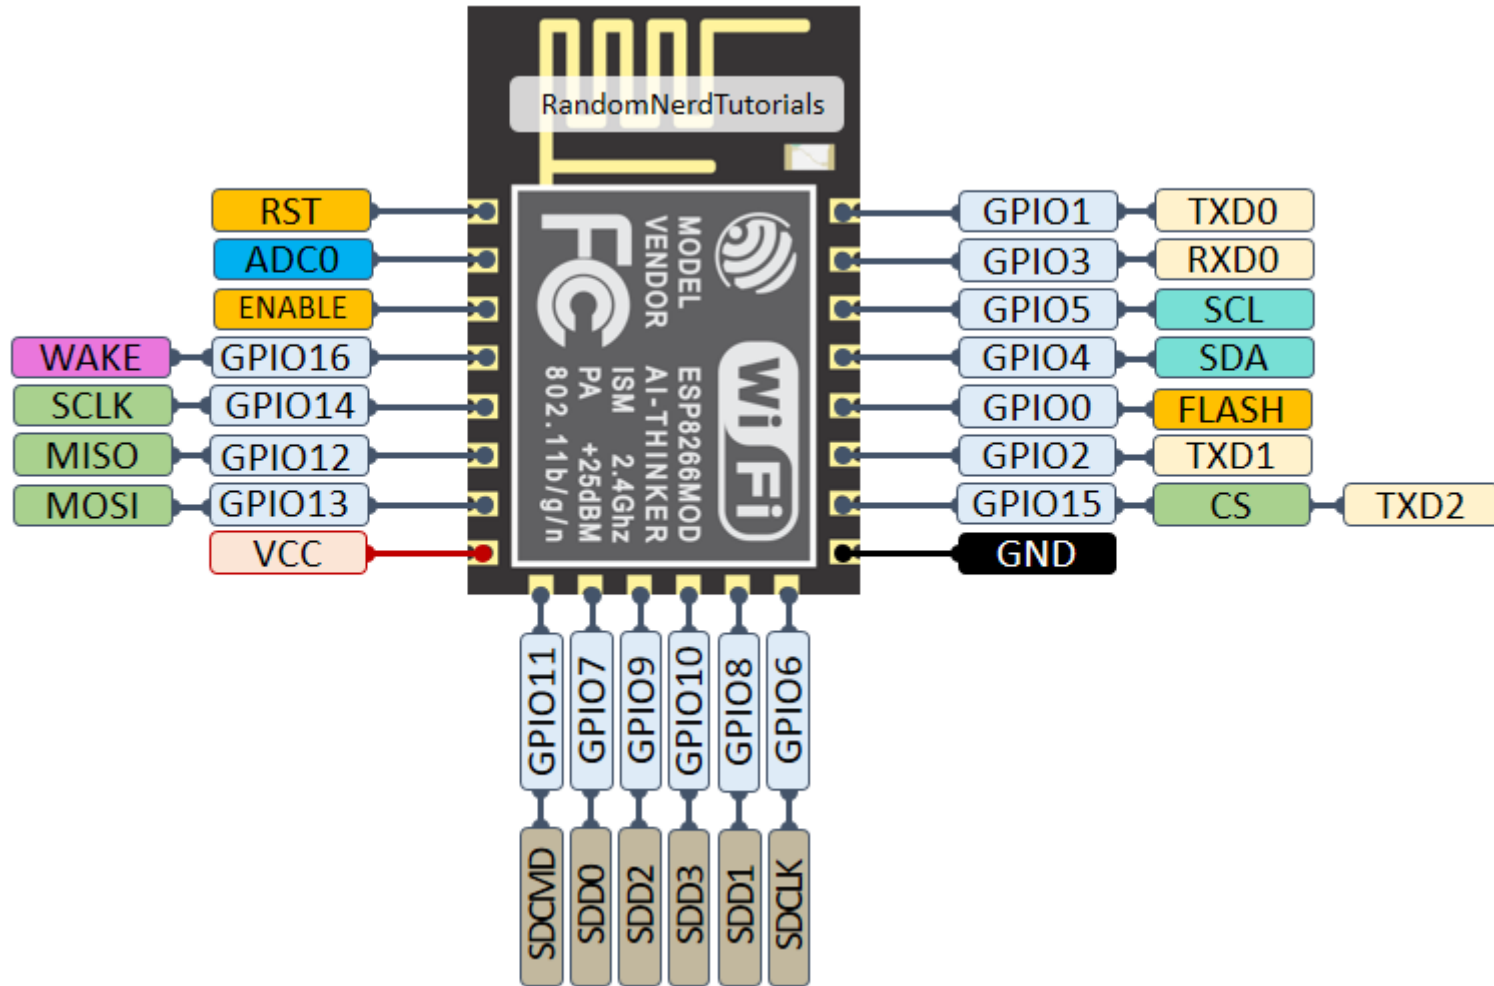 RandomNerdTutorials
RST
ADC0
ENABLE
WAKE GPIO16
SCLK GPIO14
MISO GPIO12
MOSI GPIO13
VCC
FC
MODEL
VENDOR
ESP8266MOD
AI-THINKER
ISM 2.4Ghz
PA +25dBM
802.11b/g/n
WiFi
GPIO1 TXD0
GPIO3 RXD0
GPIO5 SCL
GPIO4 SDA
GPIO0 FLASH
GPIO2 TXD1
GPIO15 CS TXD2
GND
GPIO11 SDCMD
GPIO7 SDD0
GPIO9 SDD2
GPIO10 SDD3
GPIO8 SDD1
GPIO6 SDCLK